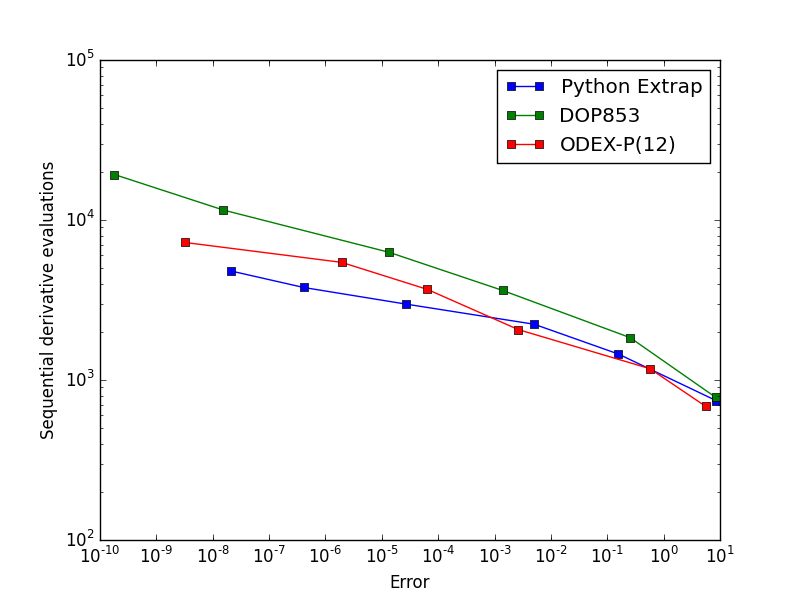 Python Extrap
DOP853
ODEX-P(12)
Sequential derivative evaluations
10^5
10^4
10^3
10^2
10^-10 10^-9 10^-8 10^-7 10^-6 10^-5 10^-4 10^-3 10^-2 10^-1 10^0 10^1
Error